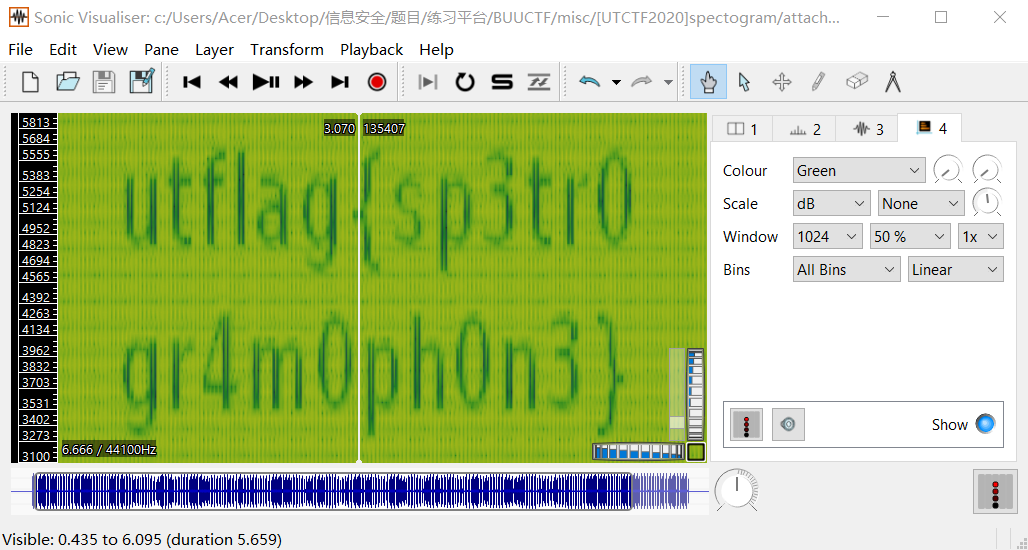 Sonic Visualiser: c:/Users/Acer/Desktop/信息安全/题目/练习平台/BUUCTF/misc/[UTCTF2020]spectogram/attach...
File Edit View Pane Layer Transform Playback Help
1 2 3 4
5813
5684
5555
5383
5254
5124
4952
4823
4694
4565
4392
4263
4134
3962
3832
3703
3531
3402
3273
3100
3.070 135407
utflag{sp3tr0
gr4m0ph0n3}
6.666 / 44100Hz
Colour Green
Scale dB None
Window 1024 50 % 1x
Bins All Bins Linear
Show
Visible: 0.435 to 6.095 (duration 5.659)